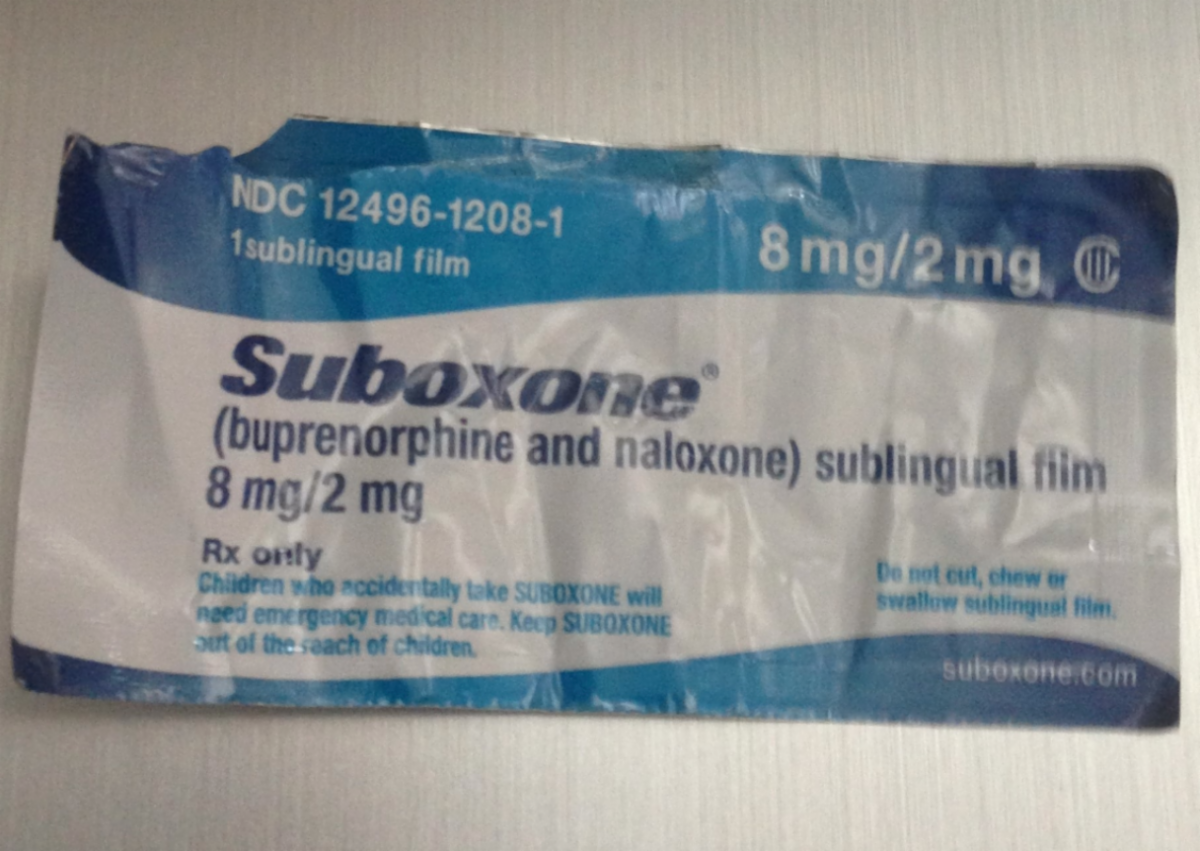 NDC 12496-1208-1
1 sublingual film
8 mg/2 mg CIII
Suboxone®
(buprenorphine and naloxone) sublingual film
8 mg/2 mg
Rx only
Children who accidentally take SUBOXONE will
need emergency medical care. Keep SUBOXONE
out of the reach of children.
Do not cut, chew or
swallow sublingual film.
suboxone.com